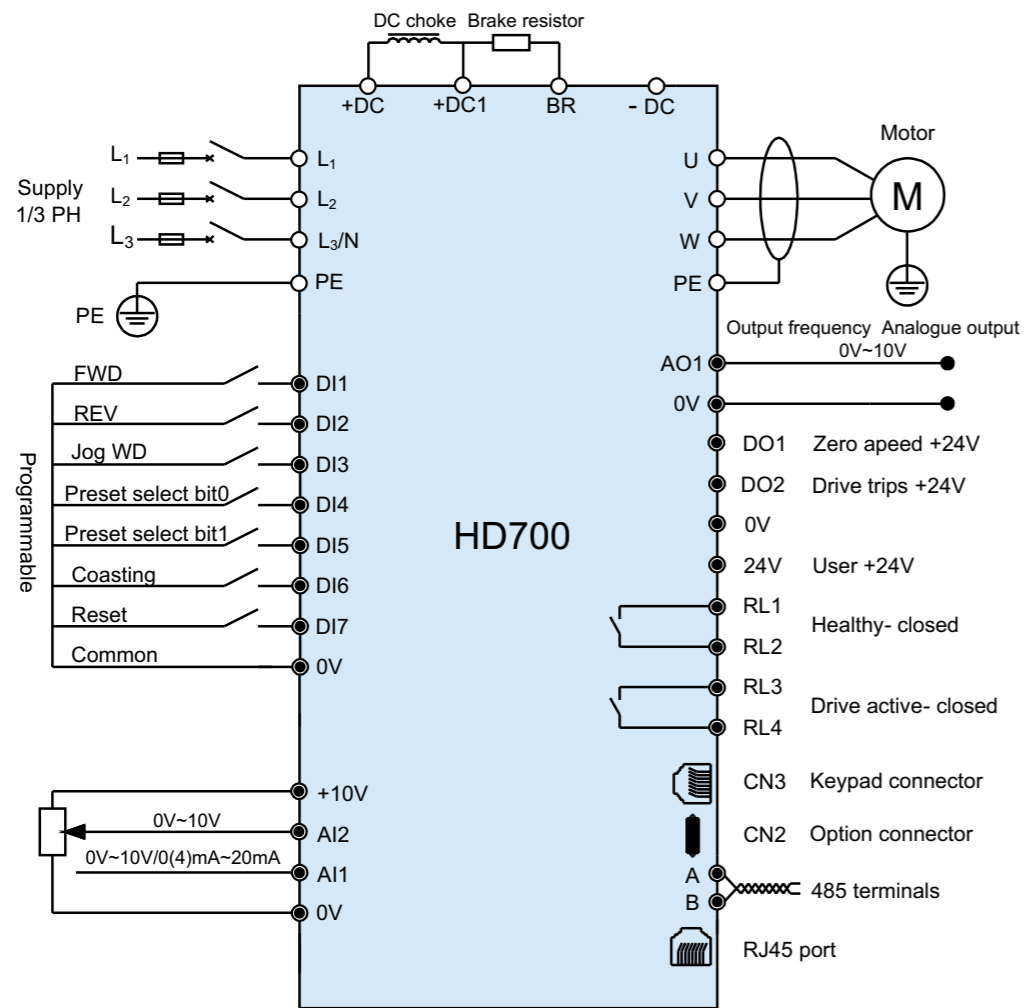 DC choke Brake resistor
+DC
+DC1
BR
- DC
Supply
1/3 PH
L₁
L₂
L₃
PE
L₁
L₂
L₃/N
PE
U
V
W
PE
Motor
M
Output frequency Analogue output
0V~10V
AO1
0V
DO1 Zero apeed +24V
DO2 Drive trips +24V
0V
24V User +24V
RL1
RL2
Healthy- closed
RL3
RL4
Drive active- closed
CN3 Keypad connector
CN2 Option connector
A
B
485 terminals
RJ45 port
HD700
Programmable
FWD DI1
REV DI2
Jog WD DI3
Preset select bit0 DI4
Preset select bit1 DI5
Coasting DI6
Reset DI7
Common 0V
+10V
0V~10V AI2
0V~10V/0(4)mA~20mA AI1
0V